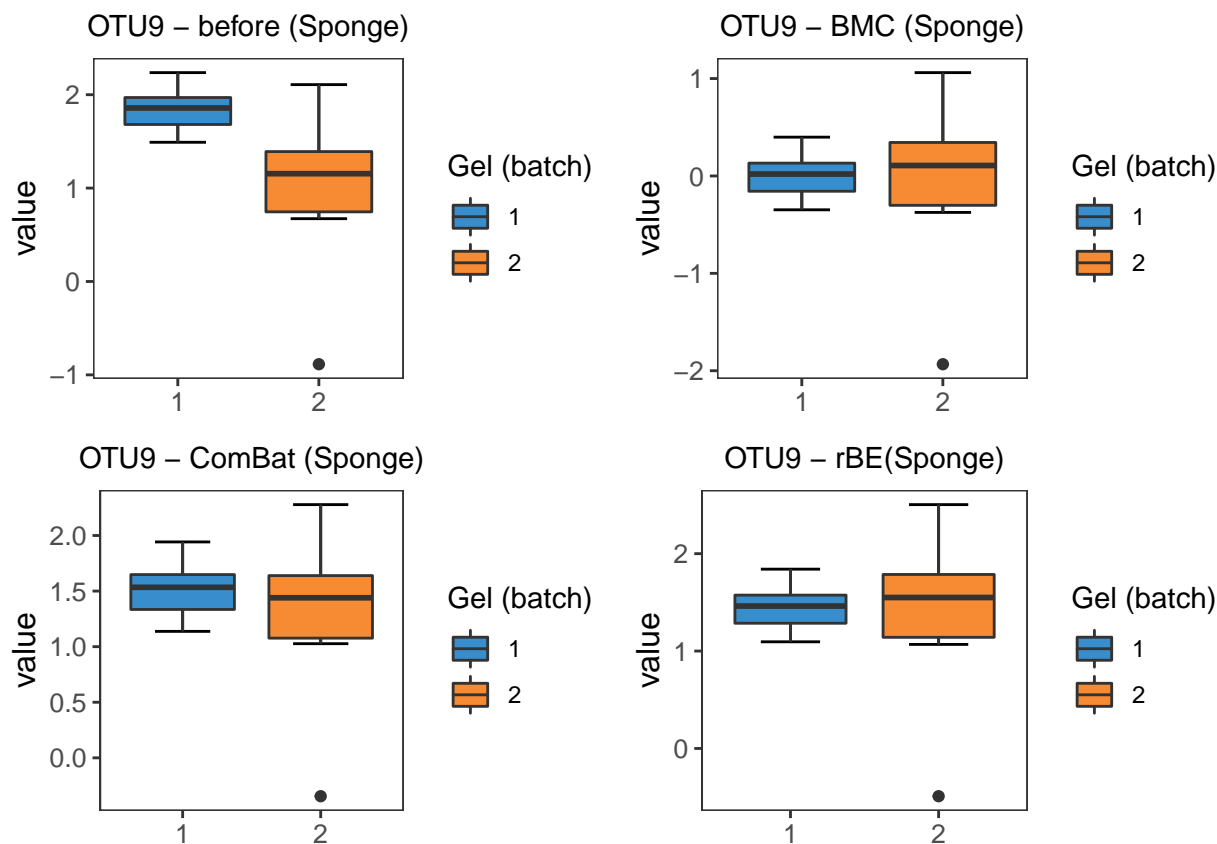 OTU9 − before (Sponge)
value
2
1
0
−1
1 2
Gel (batch)
1
2
OTU9 − BMC (Sponge)
value
1
0
−1
−2
1 2
Gel (batch)
1
2
OTU9 − ComBat (Sponge)
value
2.0
1.5
1.0
0.5
0.0
1 2
Gel (batch)
1
2
OTU9 − rBE(Sponge)
value
2
1
0
1 2
Gel (batch)
1
2